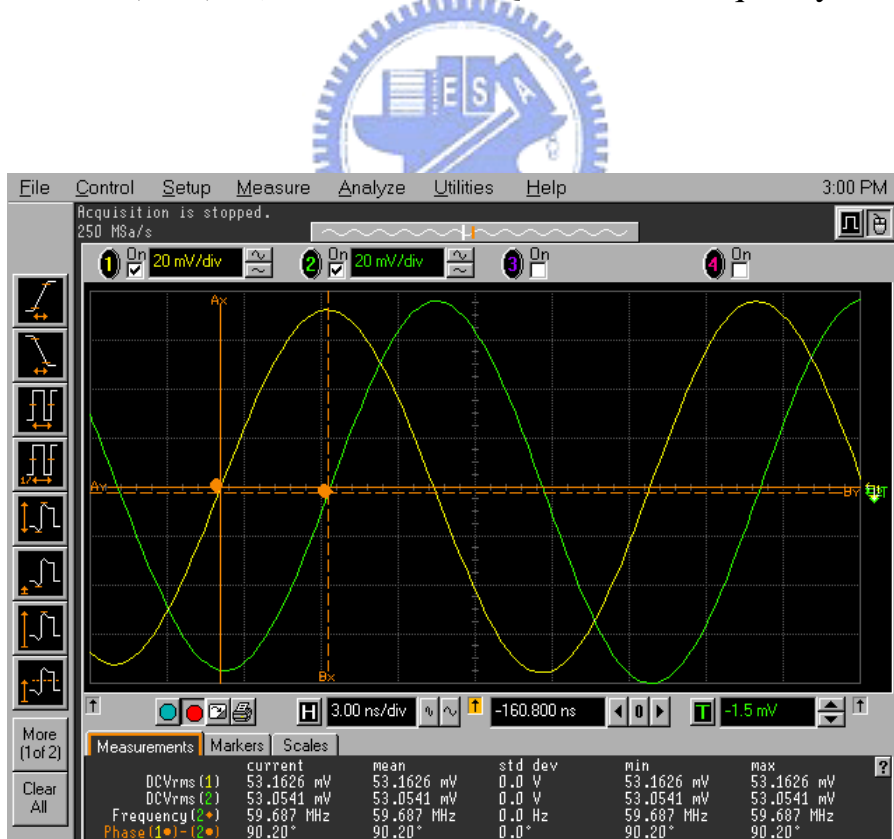 ESA
File Control Setup Measure Analyze Utilities Help 3:00 PM
Acquisition is stopped.
250 MSa/s
1 On 20 mV/div 2 On 20 mV/div 3 On 4 On
Ax
AY BY
Bx
H 3.00 ns/div -160.800 ns 0 T -1.5 mV
More
(1 of 2)
Clear
All
Measurements Markers Scales
current mean std dev min max
DCVrms(1) 53.1626 mV 53.1626 mV 0.0 V 53.1626 mV 53.1626 mV
DCVrms(2) 53.0541 mV 53.0541 mV 0.0 V 53.0541 mV 53.0541 mV
Frequency(2) 59.687 MHz 59.687 MHz 0.0 Hz 59.687 MHz 59.687 MHz
Phase(1)-(2) 90.20° 90.20° 0.0° 90.20° 90.20°
?